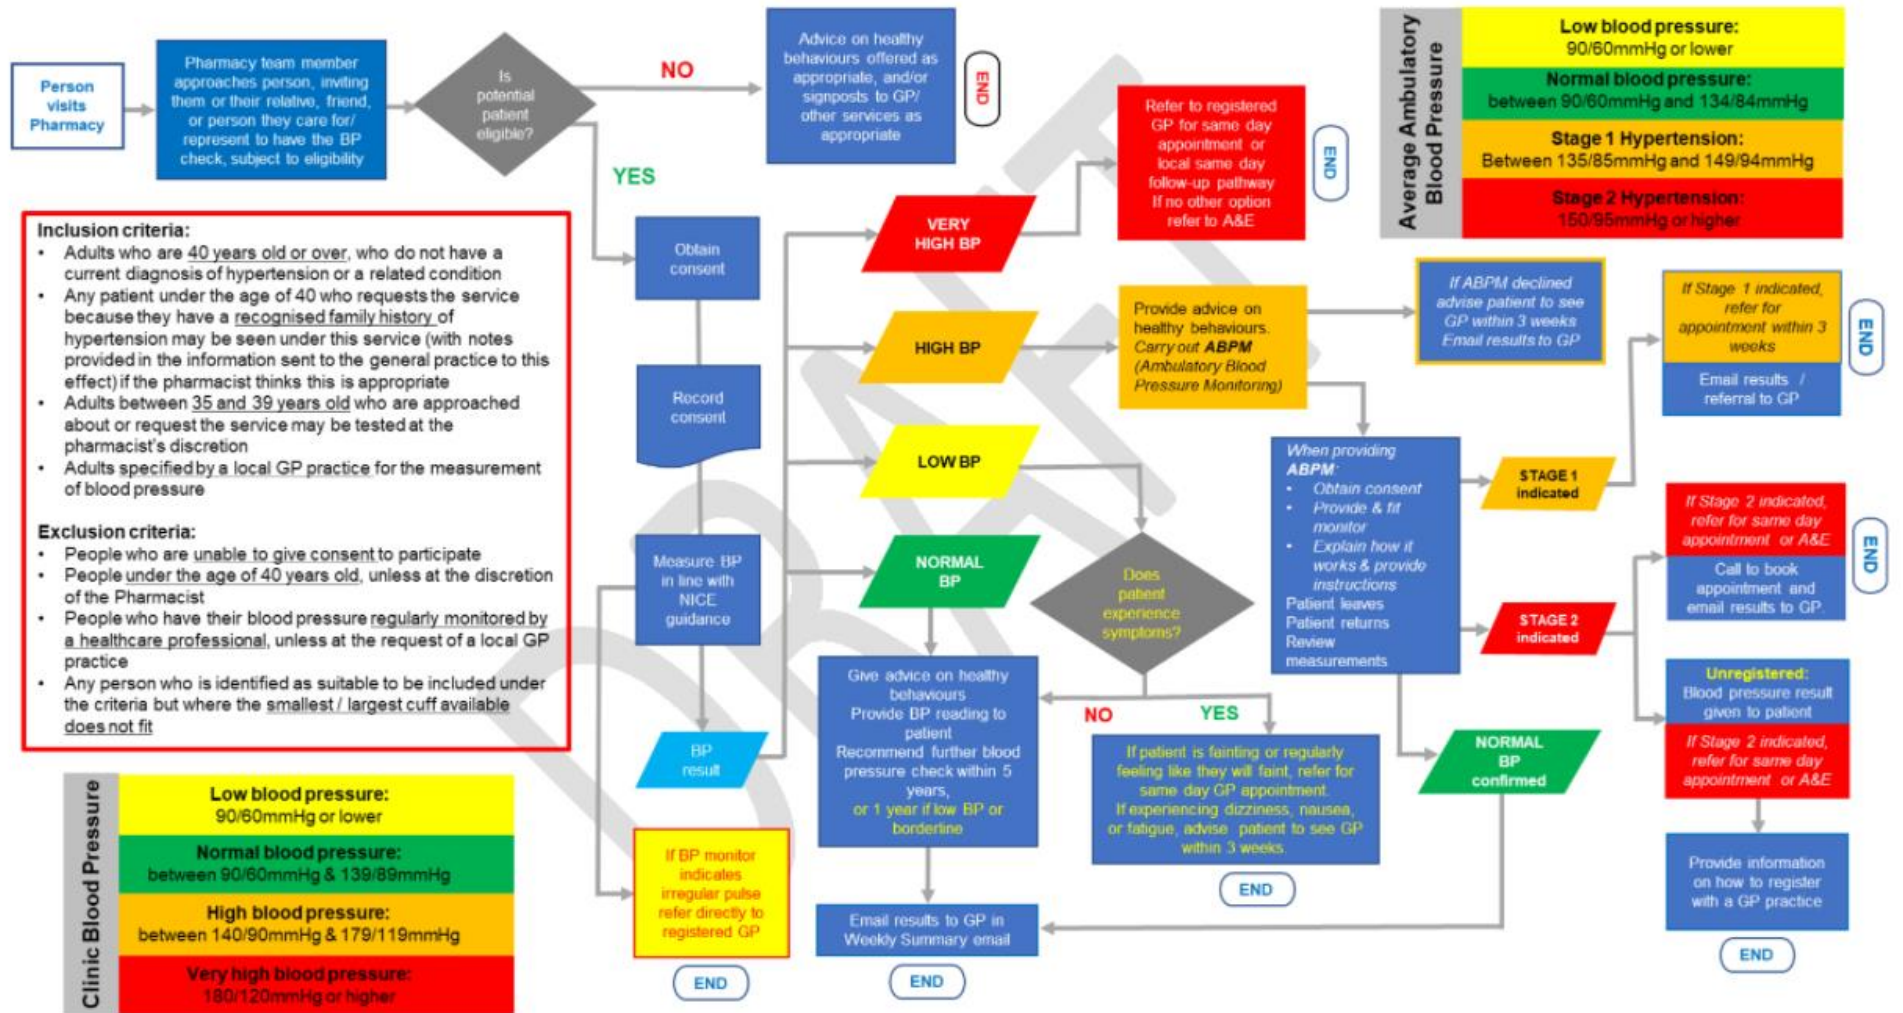 Person
visits
Pharmacy
Pharmacy team member
approaches person, inviting
them or their relative, friend,
or person they care for/
represent to have the BP
check, subject to eligibility
Is
potential
patient
eligible?
NO
Advice on healthy
behaviours offered as
appropriate, and/or
signposts to GP/
other services as
appropriate
END
YES
Obtain
consent
Record
consent
Measure BP
in line with
NICE
guidance
BP
result
If BP monitor
indicates
irregular pulse
refer directly to
registered GP
END
Inclusion criteria:
• Adults who are 40 years old or over, who do not have a
current diagnosis of hypertension or a related condition
• Any patient under the age of 40 who requests the service
because they have a recognised family history of
hypertension may be seen under this service (with notes
provided in the information sent to the general practice to this
effect) if the pharmacist thinks this is appropriate
• Adults between 35 and 39 years old who are approached
about or request the service may be tested at the
pharmacist's discretion
• Adults specified by a local GP practice for the measurement
of blood pressure
Exclusion criteria:
• People who are unable to give consent to participate
• People under the age of 40 years old, unless at the discretion
of the Pharmacist
• People who have their blood pressure regularly monitored by
a healthcare professional, unless at the request of a local GP
practice
• Any person who is identified as suitable to be included under
the criteria but where the smallest / largest cuff available
does not fit
Clinic Blood Pressure
Low blood pressure:
90/60mmHg or lower
Normal blood pressure:
between 90/60mmHg & 139/89mmHg
High blood pressure:
between 140/90mmHg & 179/119mmHg
Very high blood pressure:
180/120mmHg or higher
VERY
HIGH BP
Refer to registered
GP for same day
appointment or
local same day
follow-up pathway
If no other option
refer to A&E
END
HIGH BP
Provide advice on
healthy behaviours.
Carry out ABPM
(Ambulatory Blood
Pressure Monitoring)
If ABPM declined
advise patient to see
GP within 3 weeks
Email results to GP
LOW BP
Does
patient
experience
symptoms?
NO
YES
If patient is fainting or regularly
feeling like they will faint, refer for
same day GP appointment.
If experiencing dizziness, nausea,
or fatigue, advise patient to see GP
within 3 weeks.
END
NORMAL
BP
Give advice on healthy
behaviours
Provide BP reading to
patient
Recommend further blood
pressure check within 5
years,
or 1 year if low BP or
borderline
Email results to GP in
Weekly Summary email
END
When providing
ABPM:
• Obtain consent
• Provide & fit
monitor
• Explain how it
works & provide
instructions
Patient leaves
Patient returns
Review
measurements
STAGE 1
indicated
If Stage 1 indicated,
refer for
appointment within 3
weeks
Email results /
referral to GP
END
STAGE 2
indicated
If Stage 2 indicated,
refer for same day
appointment or A&E
Call to book
appointment and
email results to GP.
END
Unregistered:
Blood pressure result
given to patient
If Stage 2 indicated,
refer for same day
appointment or A&E
Provide information
on how to register
with a GP practice
END
NORMAL
BP
confirmed
Average Ambulatory
Blood Pressure
Low blood pressure:
90/60mmHg or lower
Normal blood pressure:
between 90/60mmHg and 134/84mmHg
Stage 1 Hypertension:
Between 135/85mmHg and 149/94mmHg
Stage 2 Hypertension:
150/95mmHg or higher
DRAFT